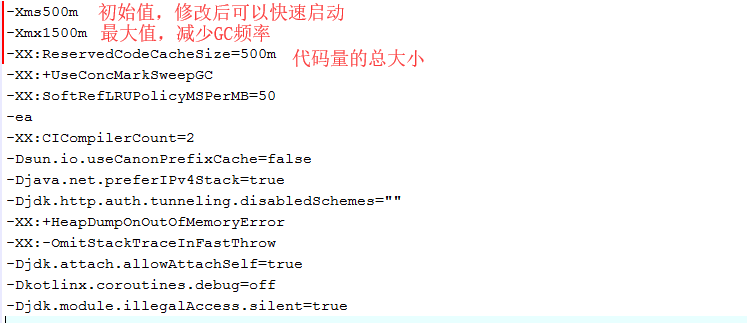 -Xms500m 初始值，修改后可以快速启动
-Xmx1500m 最大值，减少GC频率
-XX:ReservedCodeCacheSize=500m 代码量的总大小
-XX:+UseConcMarkSweepGC
-XX:SoftRefLRUPolicyMSPerMB=50
-ea
-XX:CICompilerCount=2
-Dsun.io.useCanonPrefixCache=false
-Djava.net.preferIPv4Stack=true
-Djdk.http.auth.tunneling.disabledSchemes=""
-XX:+HeapDumpOnOutOfMemoryError
-XX:-OmitStackTraceInFastThrow
-Djdk.attach.allowAttachSelf=true
-Dkotlinx.coroutines.debug=off
-Djdk.module.illegalAccess.silent=true